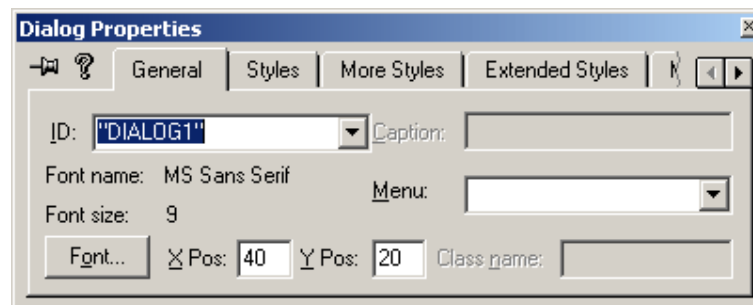 Dialog Properties
General Styles More Styles Extended Styles
ID: "DIALOG1" Caption:
Font name: MS Sans Serif Menu:
Font size: 9
Font... X Pos: 40 Y Pos: 20 Class name: